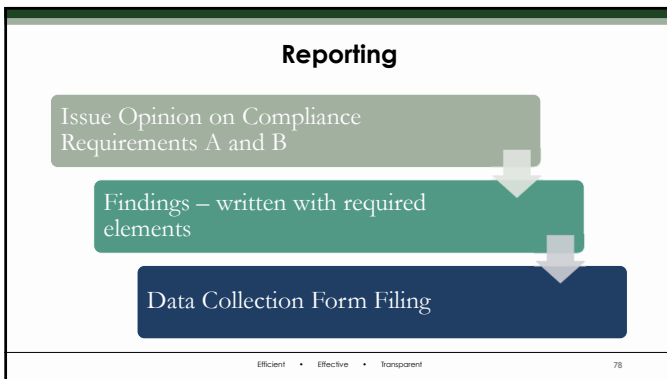 Reporting
Issue Opinion on Compliance
Requirements A and B
Findings – written with required
elements
Data Collection Form Filing
Efficient • Effective • Transparent
78